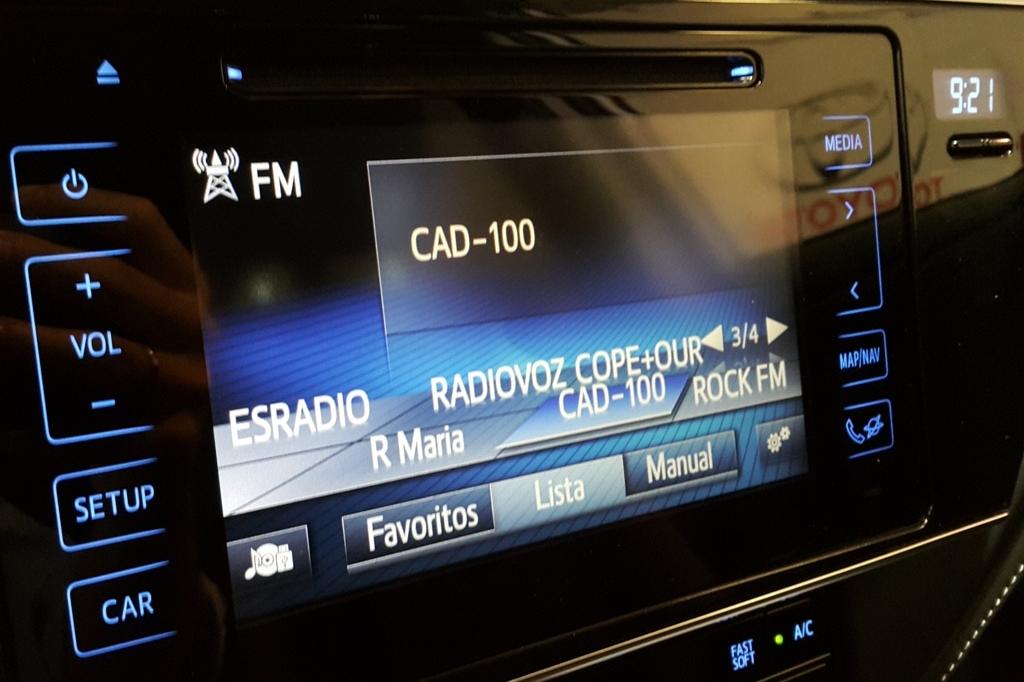 9:21
MEDIA
FM
CAD-100
VOL
3/4
MAP/NAV
RADIOVOZ COPE+OUR
ESRADIO
R Maria
CAD-100
ROCK FM
SETUP
Favoritos
Lista
Manual
CAR
FAST
SOFT
A/C
TOYOTA